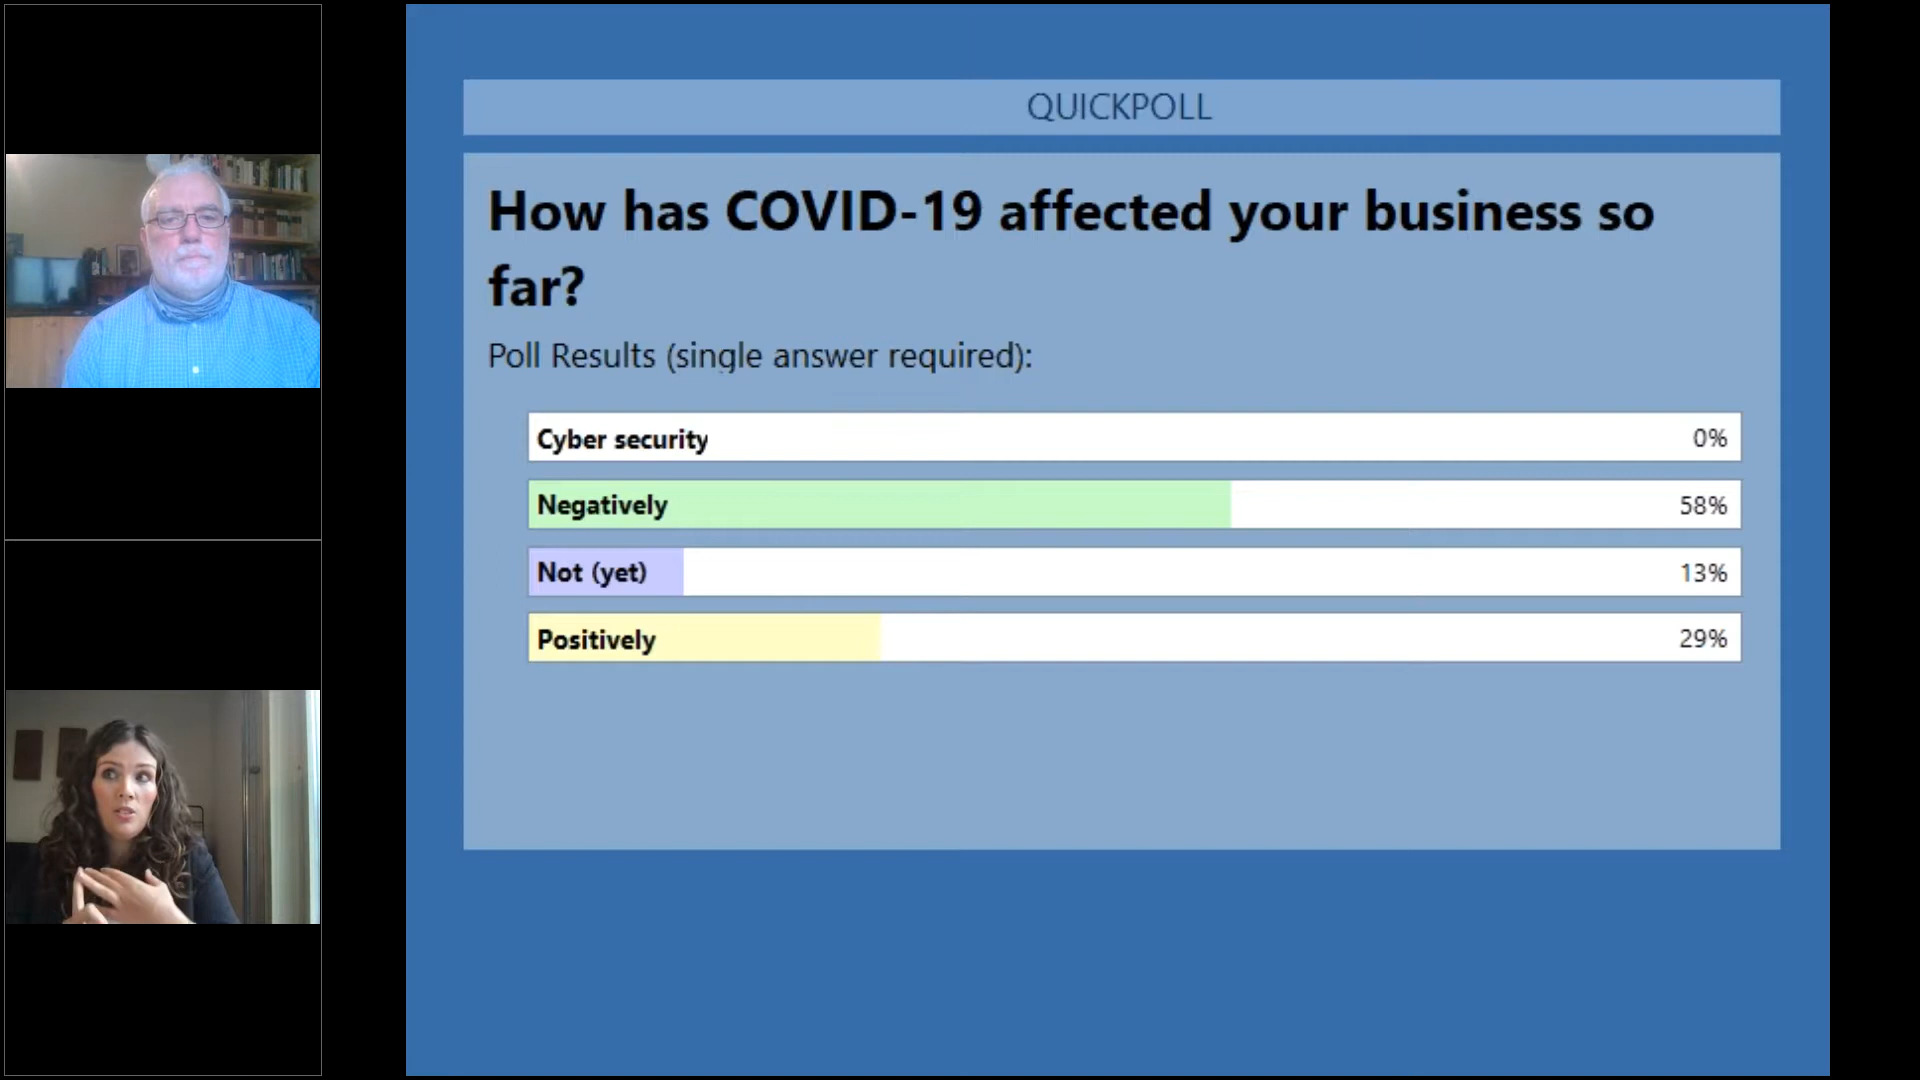 QUICKPOLL
How has COVID-19 affected your business so
far?
Poll Results (single answer required):
Cyber security 0%
Negatively 58%
Not (yet) 13%
Positively 29%